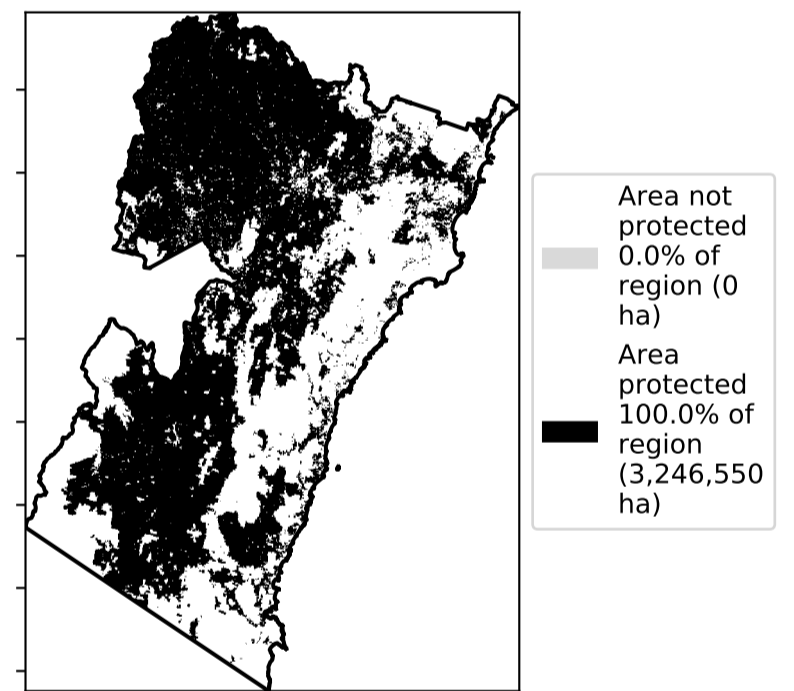 Area not
protected
0.0% of
region (0
ha)
Area
protected
100.0% of
region
(3,246,550
ha)